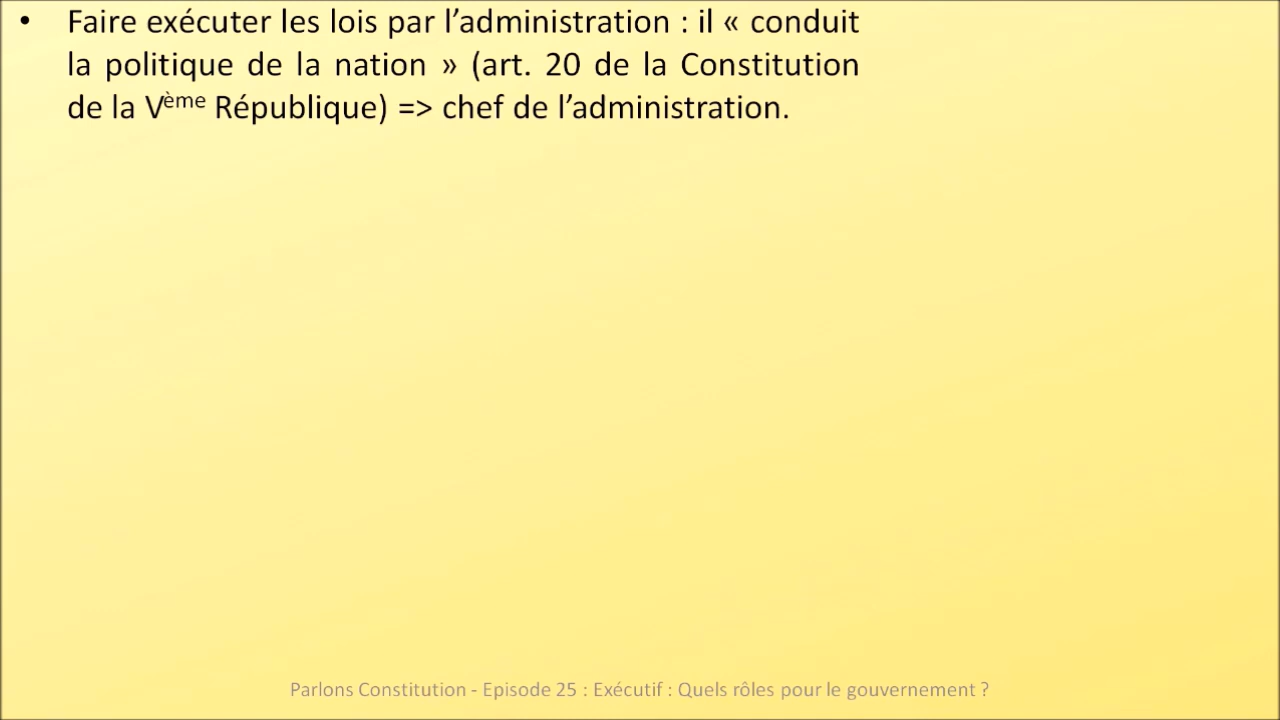 • Faire exécuter les lois par l’administration : il « conduit
la politique de la nation » (art. 20 de la Constitution
de la Vème République) => chef de l’administration.
Parlons Constitution - Episode 25 : Exécutif : Quels rôles pour le gouvernement ?